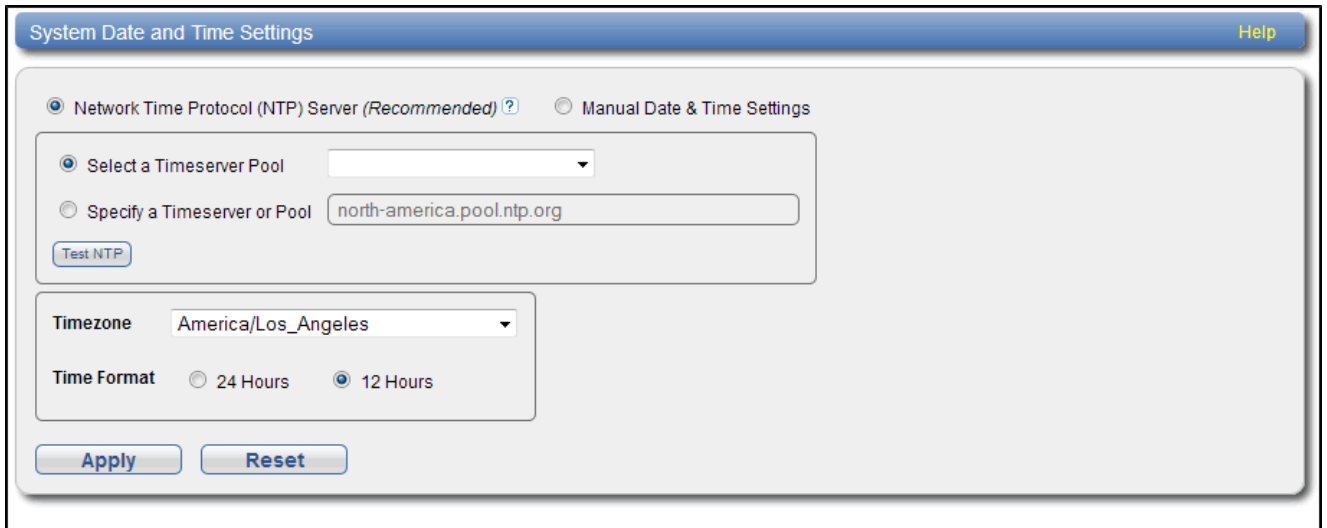 System Date and Time Settings Help
Network Time Protocol (NTP) Server (Recommended) ? Manual Date & Time Settings
Select a Timeserver Pool
Specify a Timeserver or Pool north-america.pool.ntp.org
Test NTP
Timezone America/Los_Angeles
Time Format 24 Hours 12 Hours
Apply Reset